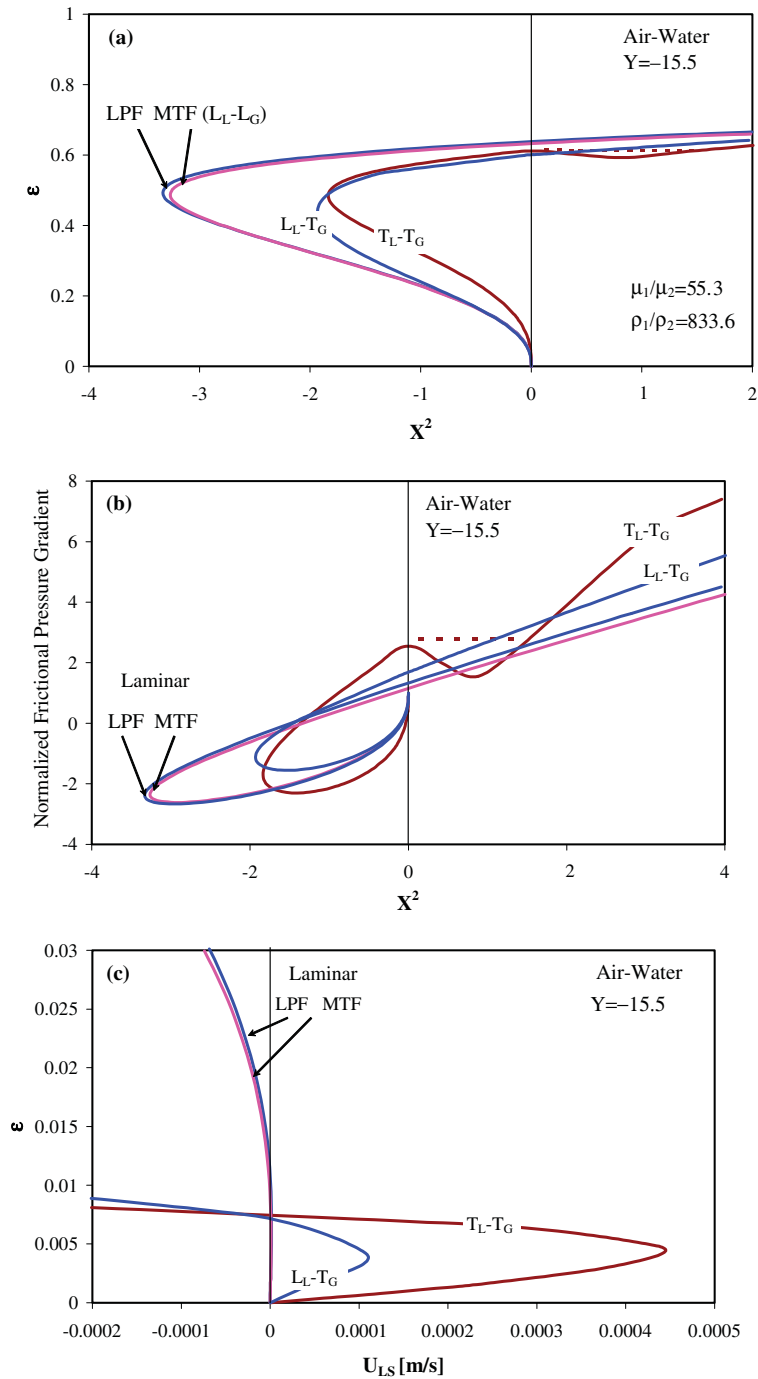 (a)
Air-Water
Y=−15.5
LPF MTF (L_L-L_G)
L_L-T_G
T_L-T_G
μ₁/μ₂=55.3
ρ₁/ρ₂=833.6
ε
1
0.8
0.6
0.4
0.2
0
-4 -3 -2 -1 0 1 2
X²
(b)
Air-Water
Y=−15.5
T_L-T_G
L_L-T_G
Laminar
LPF MTF
Normalized Frictional Pressure Gradient
8
6
4
2
0
-2
-4
-4 -2 0 2 4
X²
(c)
Laminar
Air-Water
LPF MTF
Y=−15.5
T_L-T_G
L_L-T_G
ε
0.03
0.025
0.02
0.015
0.01
0.005
0
-0.0002 -0.0001 0 0.0001 0.0002 0.0003 0.0004 0.0005
U_LS [m/s]